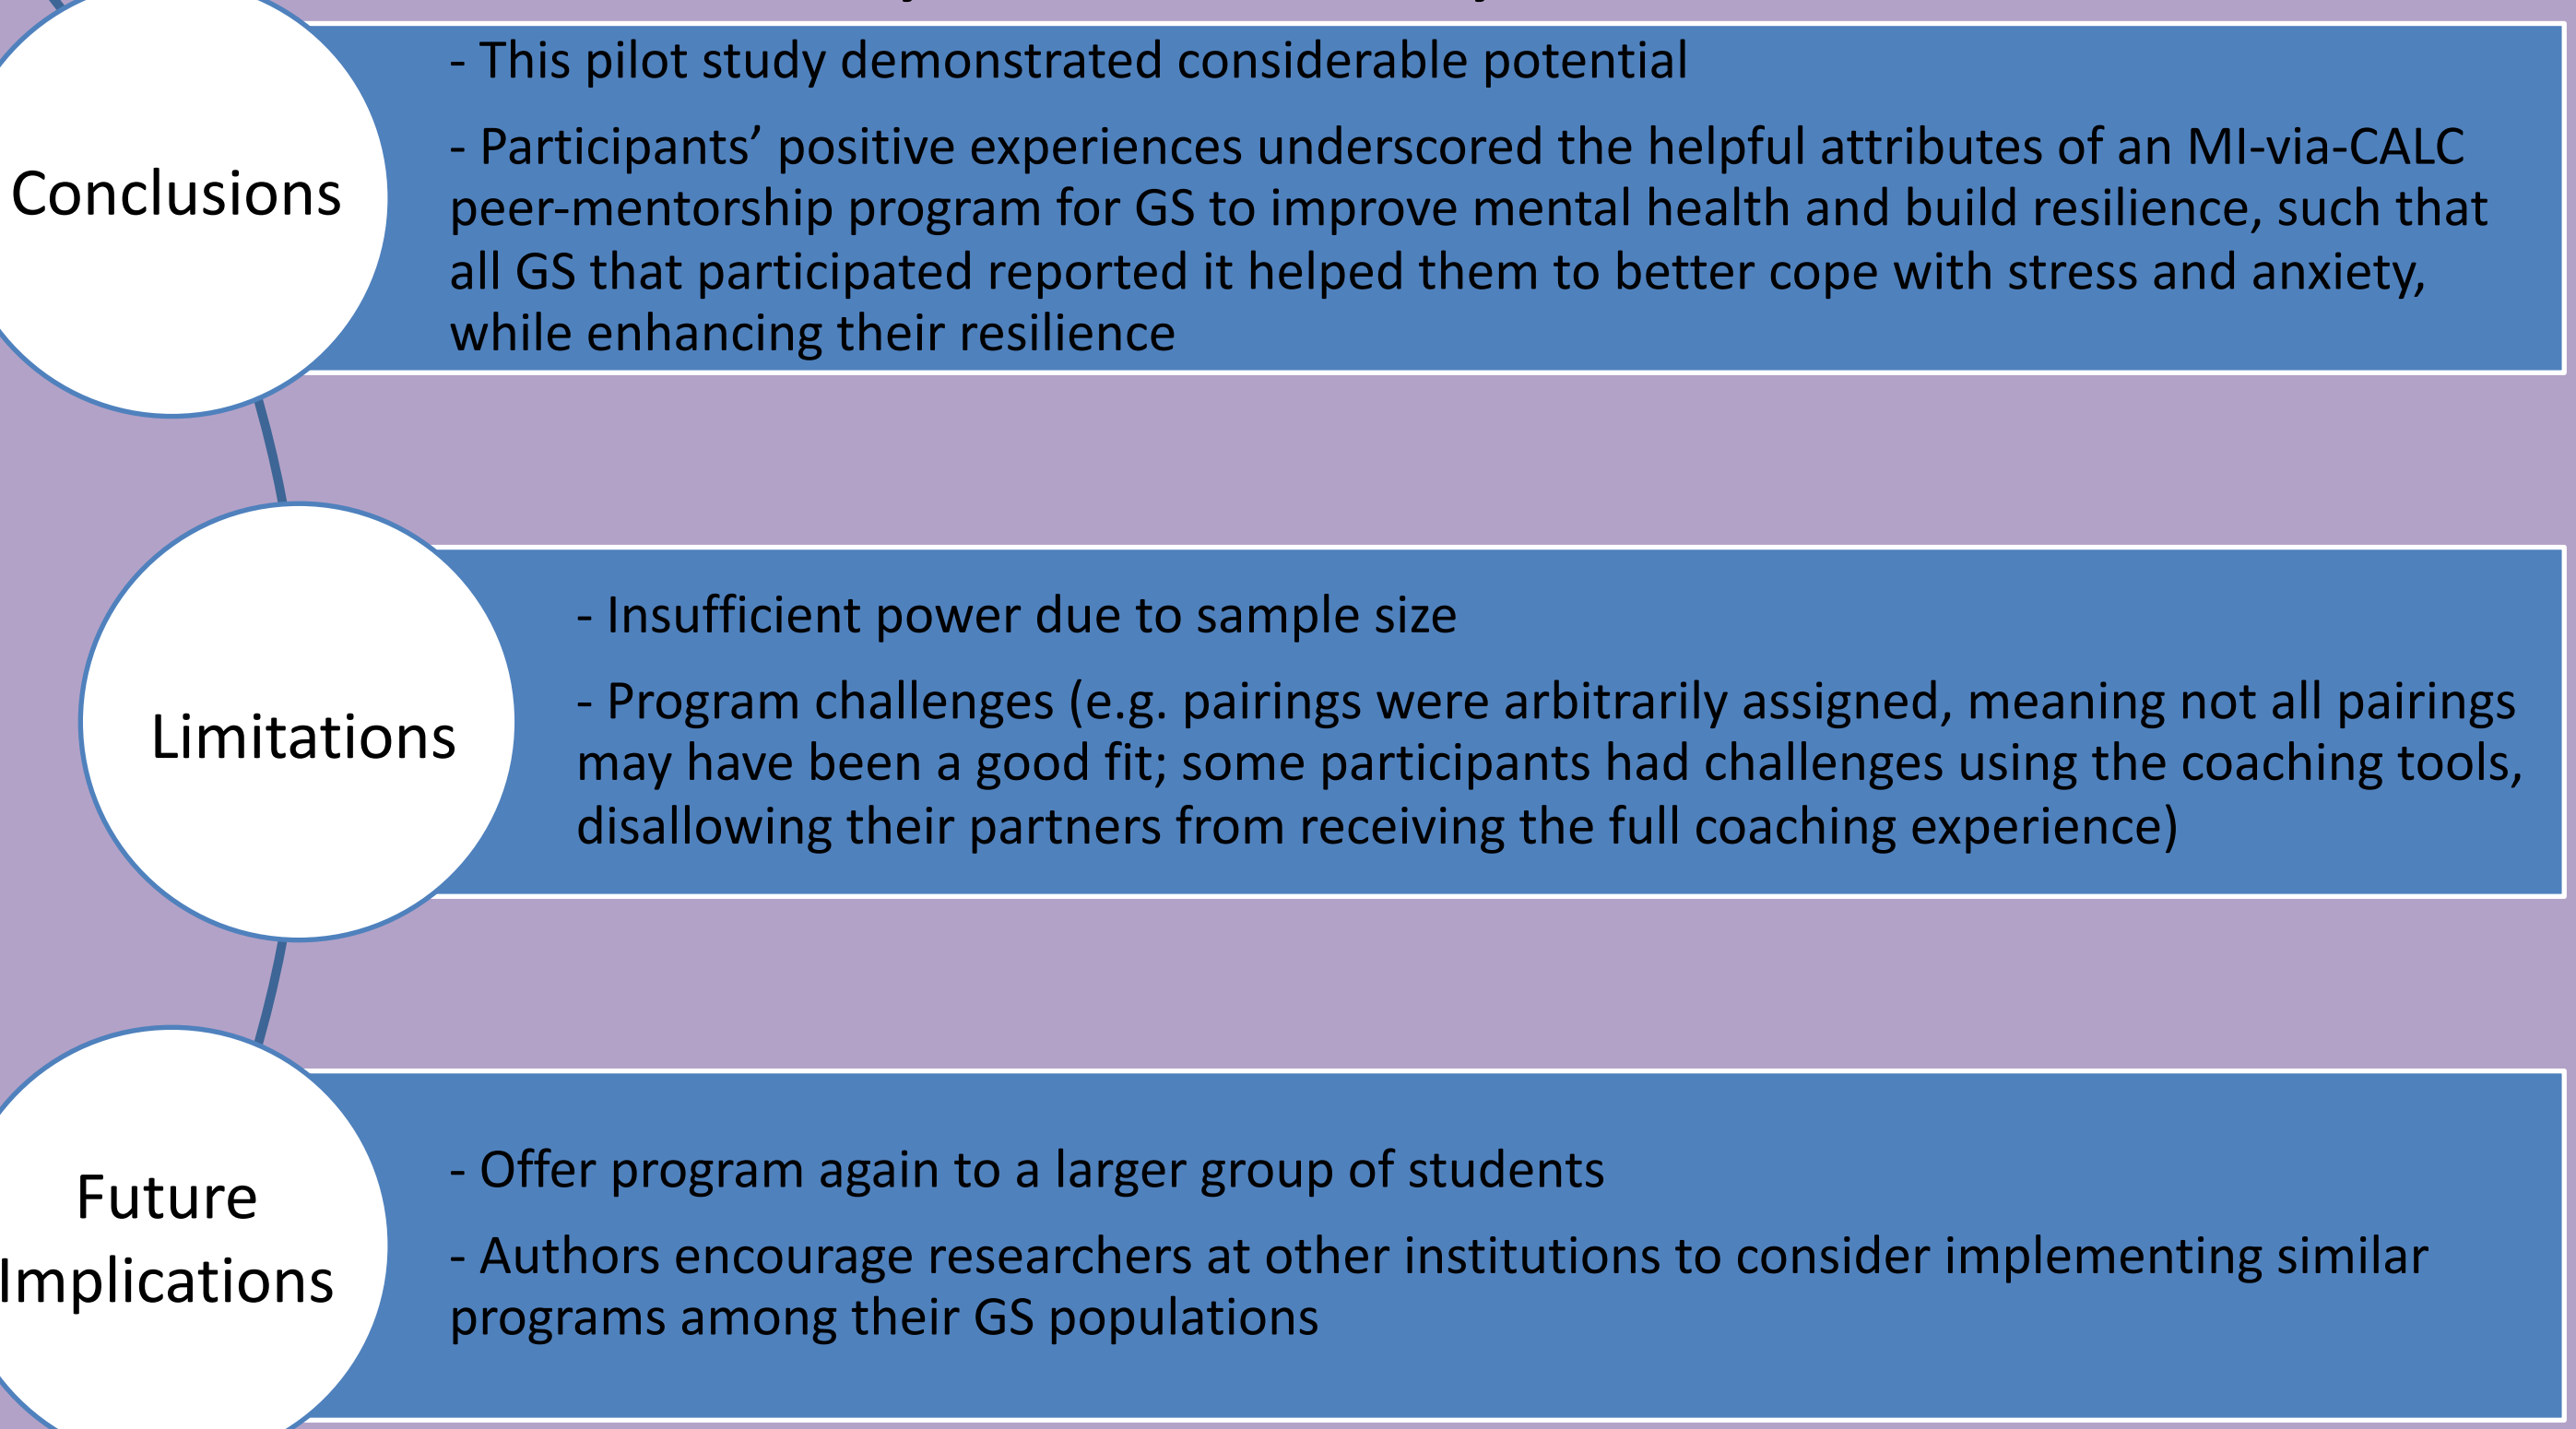 Conclusions
- This pilot study demonstrated considerable potential
- Participants’ positive experiences underscored the helpful attributes of an MI-via-CALC
peer-mentorship program for GS to improve mental health and build resilience, such that
all GS that participated reported it helped them to better cope with stress and anxiety,
while enhancing their resilience
Limitations
- Insufficient power due to sample size
- Program challenges (e.g. pairings were arbitrarily assigned, meaning not all pairings
may have been a good fit; some participants had challenges using the coaching tools,
disallowing their partners from receiving the full coaching experience)
Future
Implications
- Offer program again to a larger group of students
- Authors encourage researchers at other institutions to consider implementing similar
programs among their GS populations